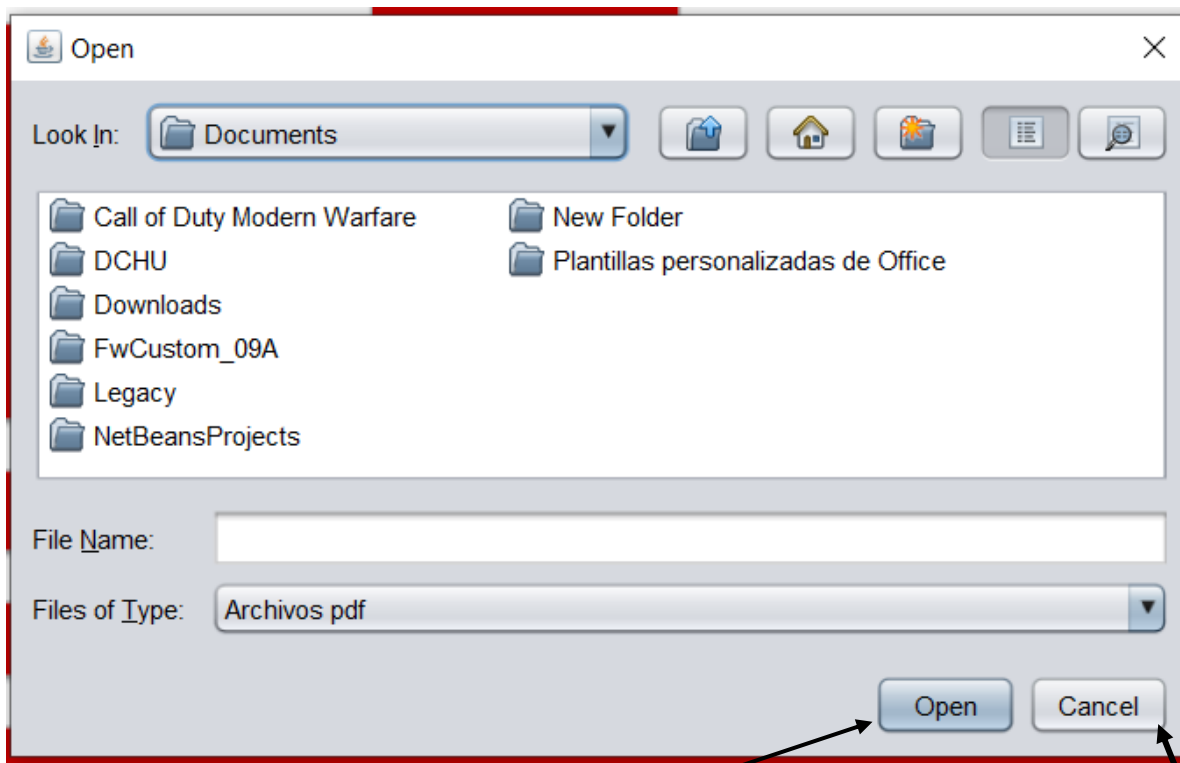 Open
Look In: Documents
Call of Duty Modern Warfare
DCHU
Downloads
FwCustom_09A
Legacy
NetBeansProjects
New Folder
Plantillas personalizadas de Office
File Name:
Files of Type: Archivos pdf
Open Cancel